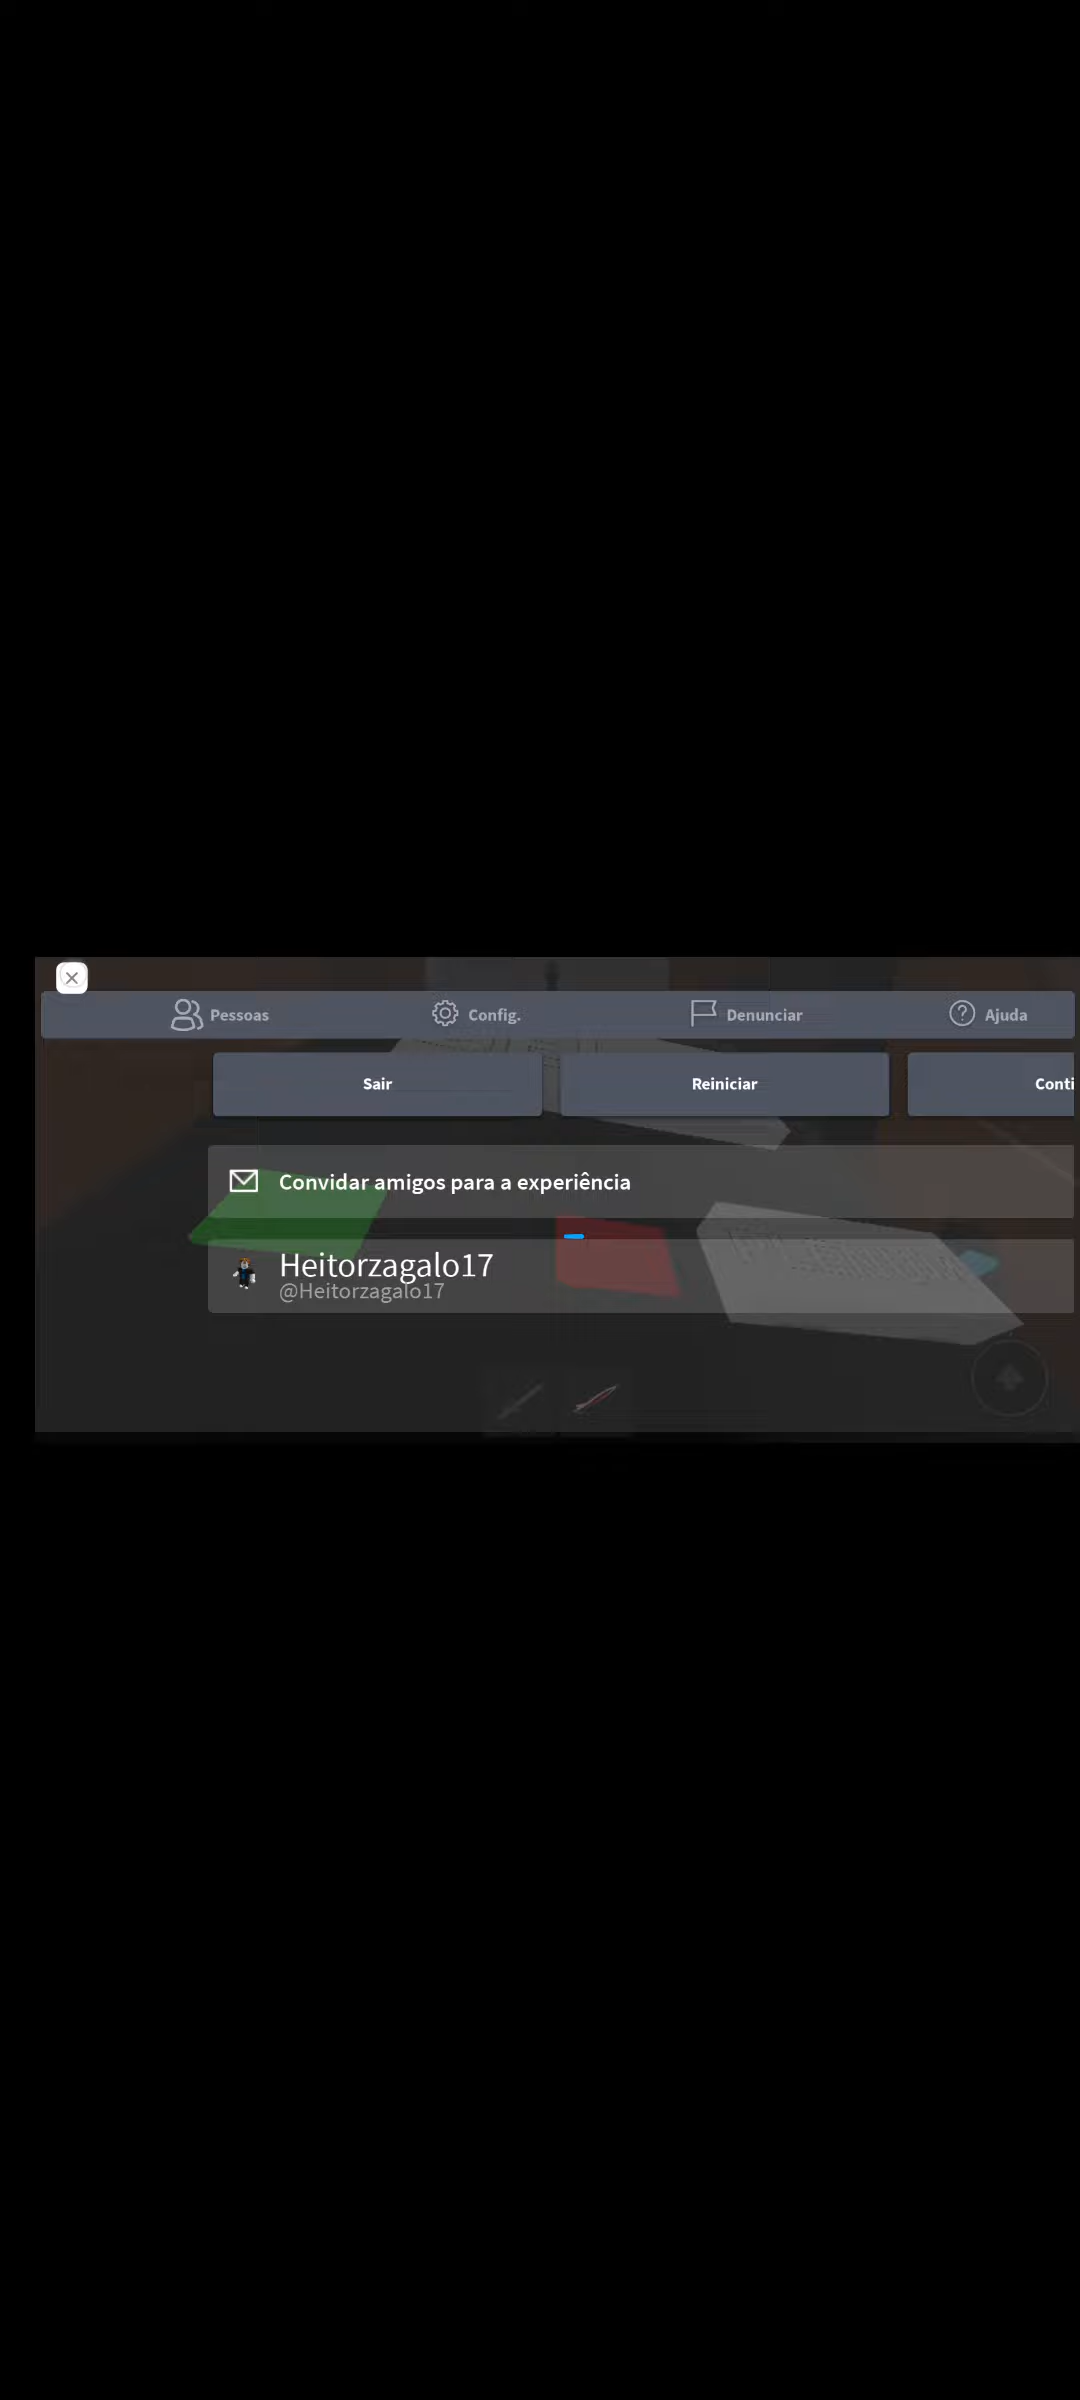 Pessoas
Config.
Denunciar
Ajuda
Sair
Reiniciar
Conti
Convidar amigos para a experiência
Heitorzagalo17
@Heitorzagalo17